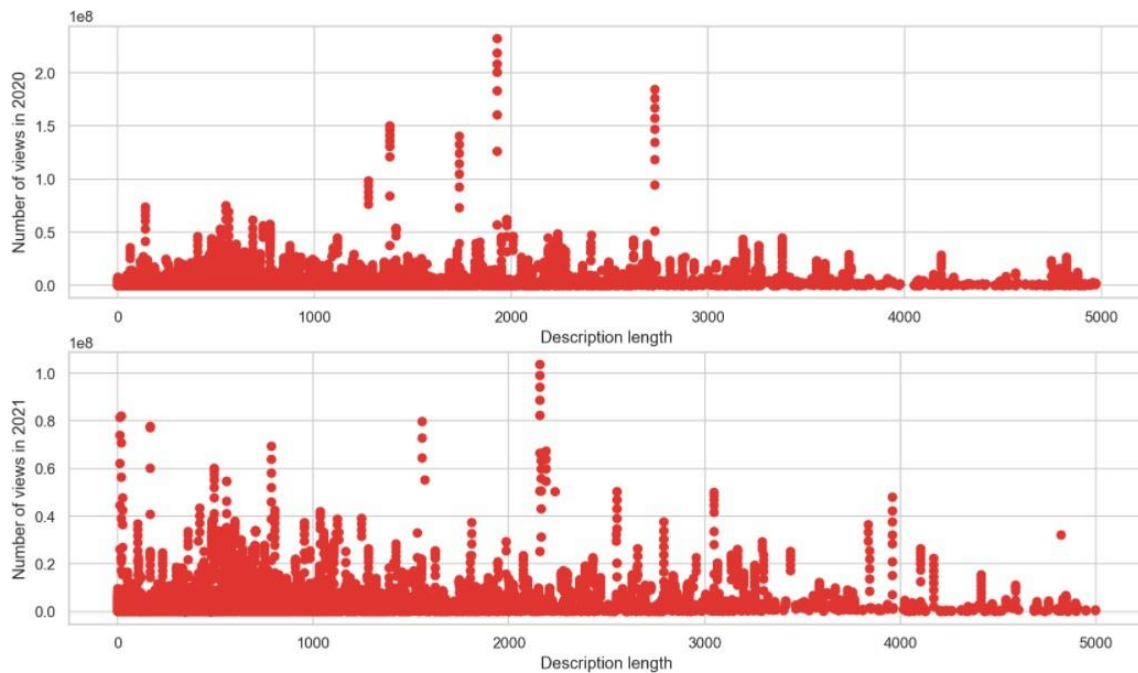 1e8
Number of views in 2020
2.0
1.5
1.0
0.5
0.0
0 1000 2000 3000 4000 5000
Description length
1e8
Number of views in 2021
1.0
0.8
0.6
0.4
0.2
0.0
0 1000 2000 3000 4000 5000
Description length